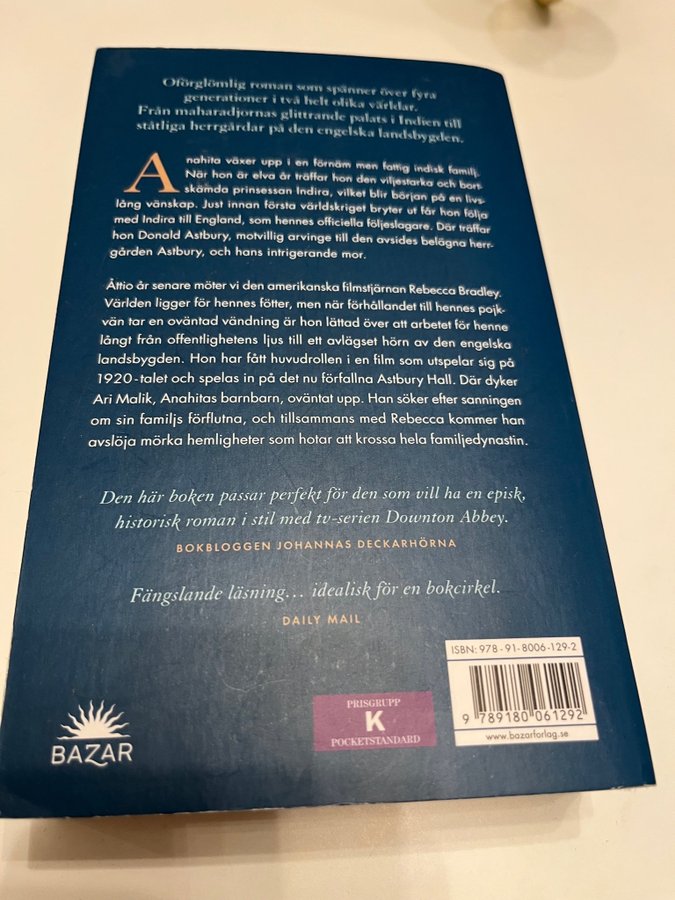 Oförglömlig roman som spänner över fyra
generationer i två helt olika världar.
Från maharadjornas glittrande palats i Indien till
ståtliga herrgårdar på den engelska landsbygden.
Anahita växer upp i en förnäm men fattig indisk familj.
När hon är elva år träffar hon den viljestarka och bort-
skämda prinsessan Indira, vilket blir början på en livs-
lång vänskap. Just innan första världskriget bryter ut får hon följa
med Indira till England, som hennes officiella följeslagare. Där träffar
hon Donald Astbury, motvillig arvinge till den avsides belägna herr-
gården Astbury, och hans intrigerande mor.
Åttio år senare möter vi den amerikanska filmstjärnan Rebecca Bradley.
Världen ligger för hennes fötter, men när förhållandet till hennes pojk-
vän tar en oväntad vändning är hon lättad över att arbetet för henne
långt från offentlighetens ljus till ett avlägset hörn av den engelska
landsbygden. Hon har fått huvudrollen i en film som utspelar sig på
1920-talet och spelas in på det nu förfallna Astbury Hall. Där dyker
Ari Malik, Anahitas barnbarn, oväntat upp. Han söker efter sanningen
om sin familjs förflutna, och tillsammans med Rebecca kommer han
avslöja mörka hemligheter som hotar att krossa hela familjedynastin.
Den här boken passar perfekt för den som vill ha en episk,
historisk roman i stil med tv-serien Downton Abbey.
BOKBLOGGEN JOHANNAS DECKARHÖRNA
Fängslande läsning... idealisk för en bokcirkel.
DAILY MAIL
ISBN: 978-91-8006-129-2
9 789180 061292
www.bazarforlag.se
PRISGRUPP
K
POCKETSTANDARD
BAZAR